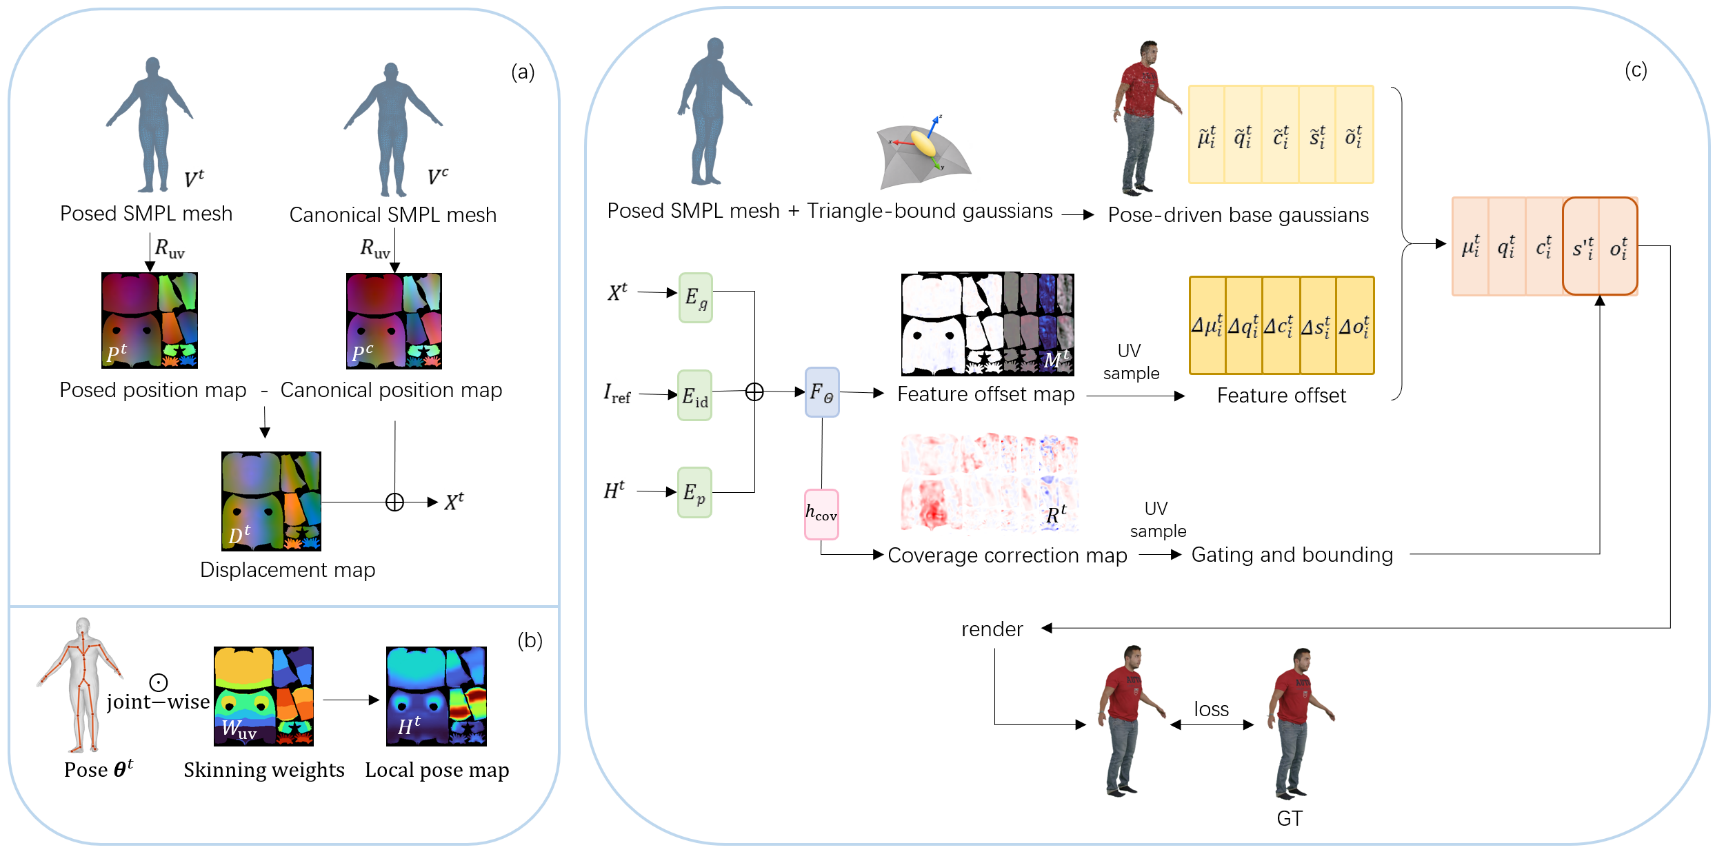 (a)
V^t
V^c
Posed SMPL mesh
Canonical SMPL mesh
R_uv
R_uv
P^t
P^c
Posed position map - Canonical position map
D^t
⊕
X^t
Displacement map
(b)
⊙
joint−wise
W_uv
H^t
Pose θ^t
Skinning weights
Local pose map
(c)
x
y
z
μ̃_i^t q̃_i^t c̃_i^t s̃_i^t õ_i^t
Posed SMPL mesh + Triangle-bound gaussians
Pose-driven base gaussians
μ_i^t q_i^t c_i^t s'_i^t o_i^t
X^t
E_g
I_ref
E_id
⊕
F_θ
H^t
E_p
h_cov
M^t
Feature offset map
UV
sample
Δμ_i^t Δq_i^t Δc_i^t Δs_i^t Δo_i^t
Feature offset
R^t
Coverage correction map
UV
sample
Gating and bounding
render
loss
GT